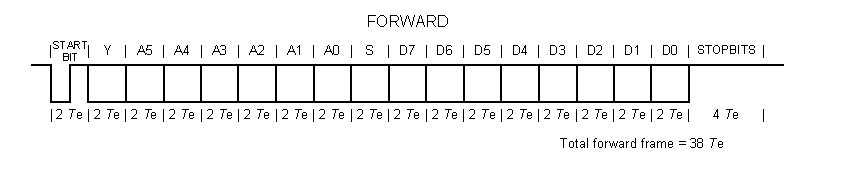 FORWARD
| START BIT | Y | A5 | A4 | A3 | A2 | A1 | A0 | S | D7 | D6 | D5 | D4 | D3 | D2 | D1 | D0 | STOPBITS |
| 2 Te | 2 Te | 2 Te | 2 Te | 2 Te | 2 Te | 2 Te | 2 Te | 2 Te | 2 Te | 2 Te | 2 Te | 2 Te | 2 Te | 2 Te | 2 Te | 2 Te | 4 Te |
Total forward frame = 38 Te